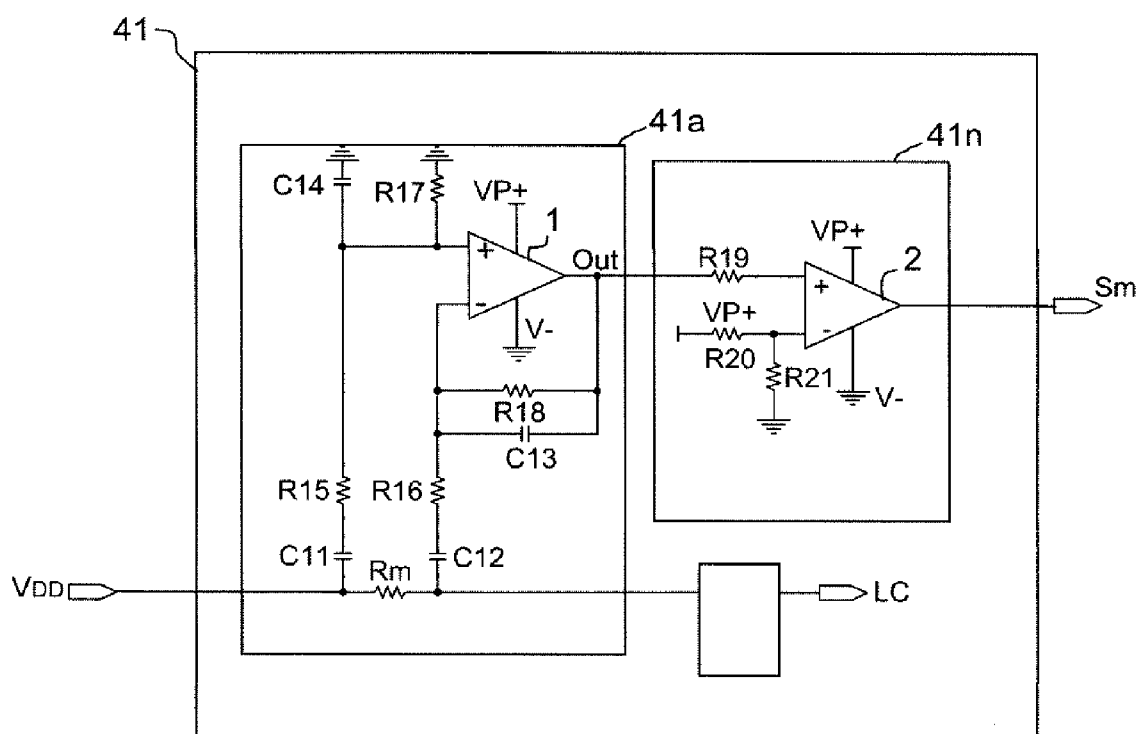 41
41a
41n
C14
R17
VP+
1
VP+
Out
R19
2
+
+
Sm
VP+
-
-
V-
R20
R21
V-
R18
C13
R15
R16
C11
C12
Rm
VDD
LC